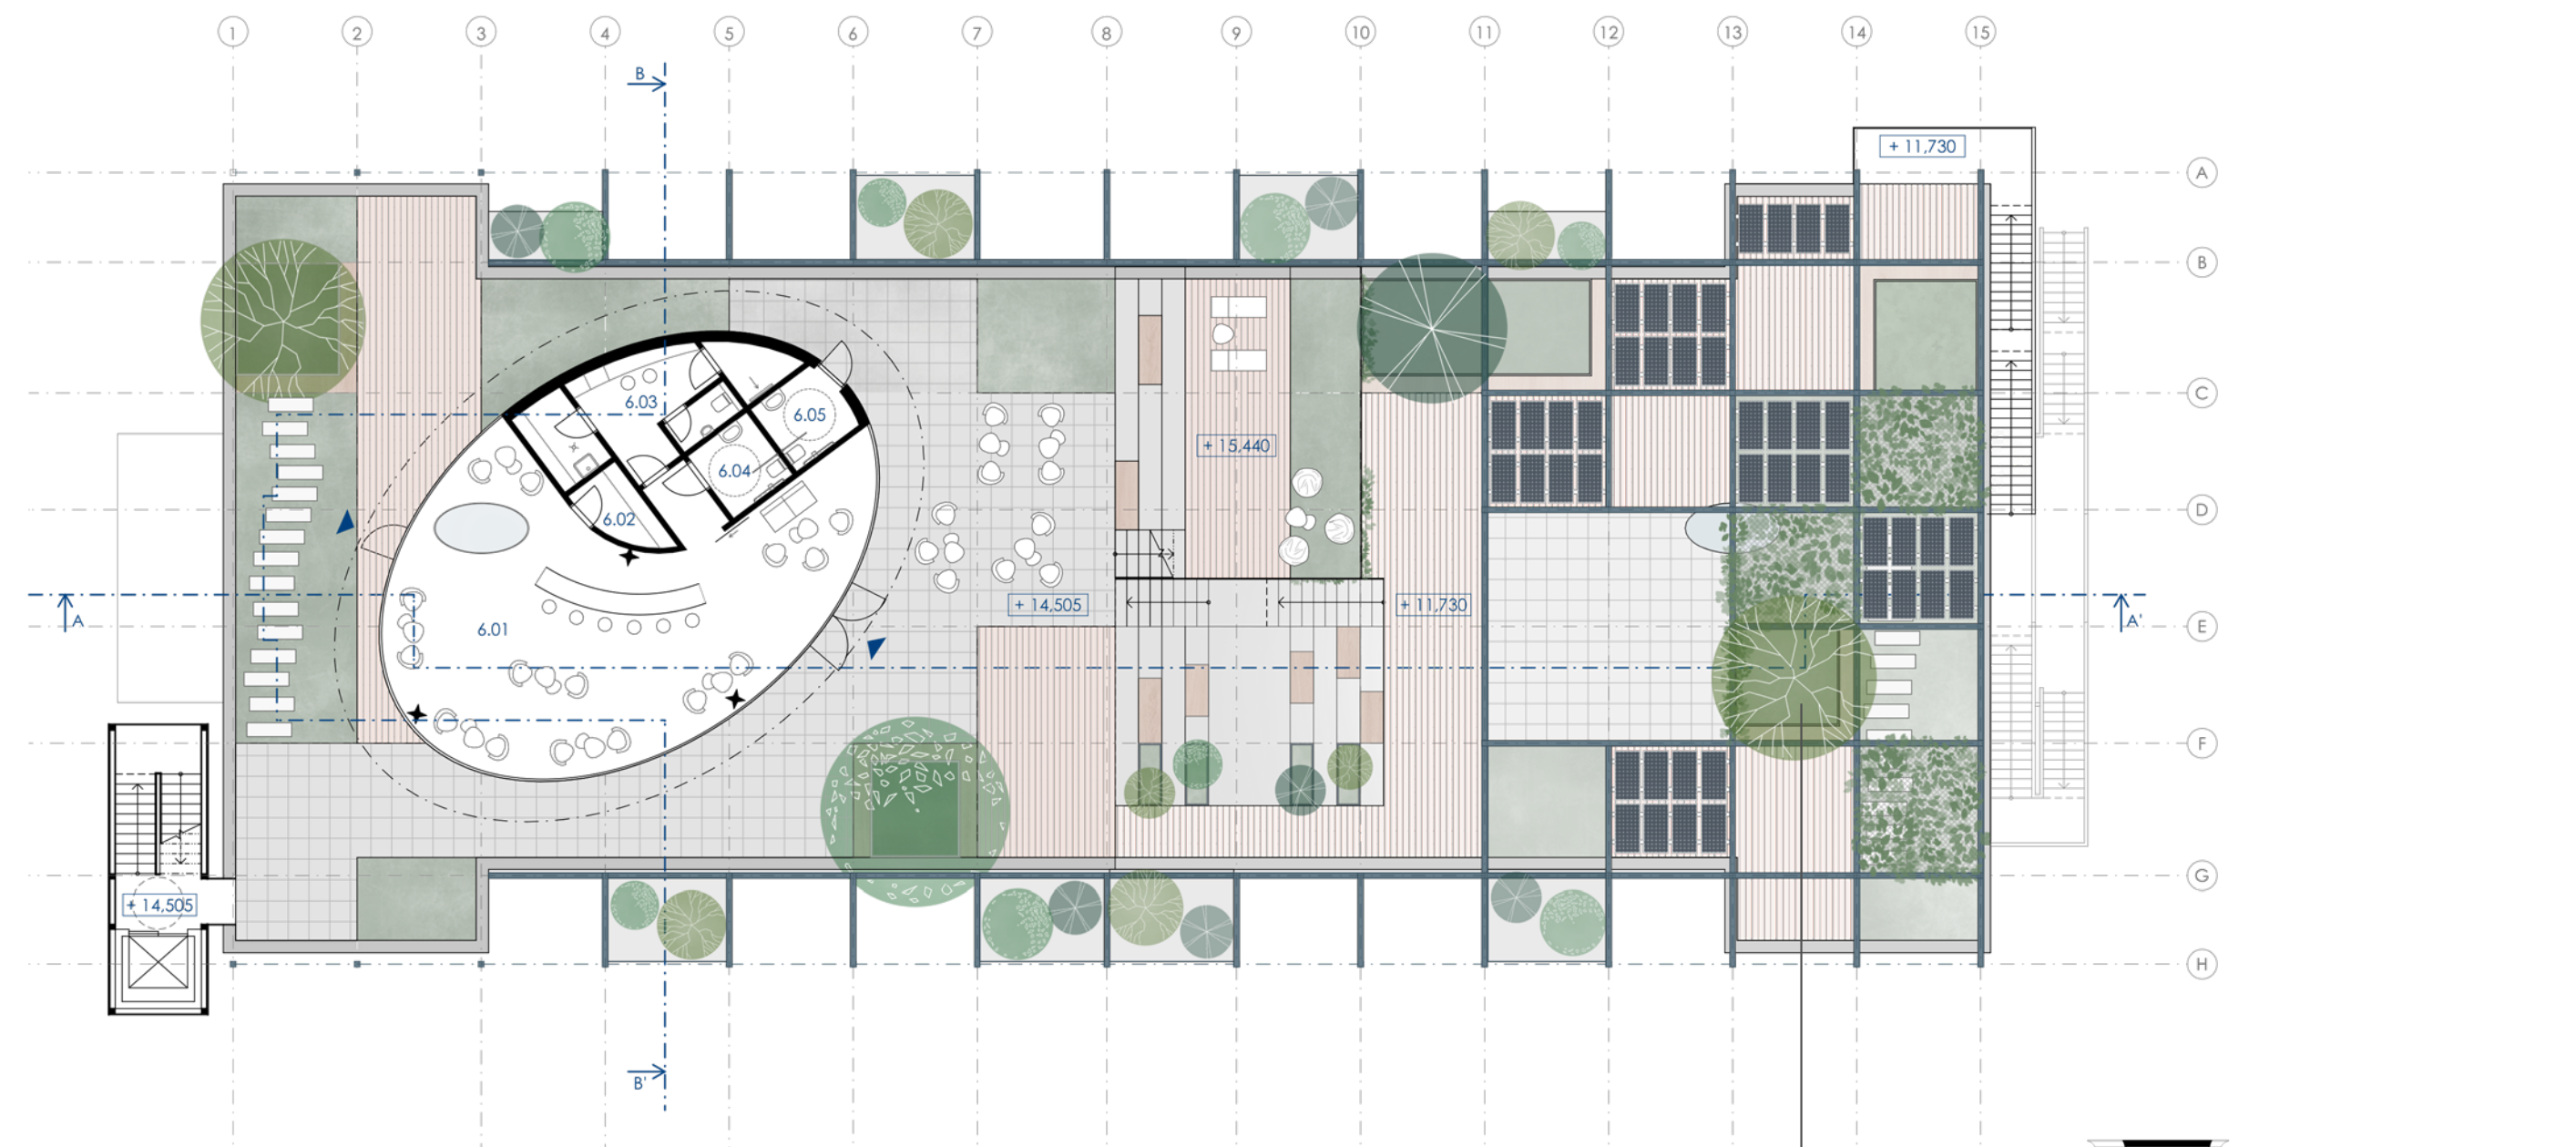 1 2 3 4 5 6 7 8 9 10 11 12 13 14 15
B
+ 11,730
A
B
C
6.03
6.05
+ 15,440
6.04
D
6.02
+ 14,505
+ 11,730
A
A'
6.01
E
F
G
+ 14,505
H
B'